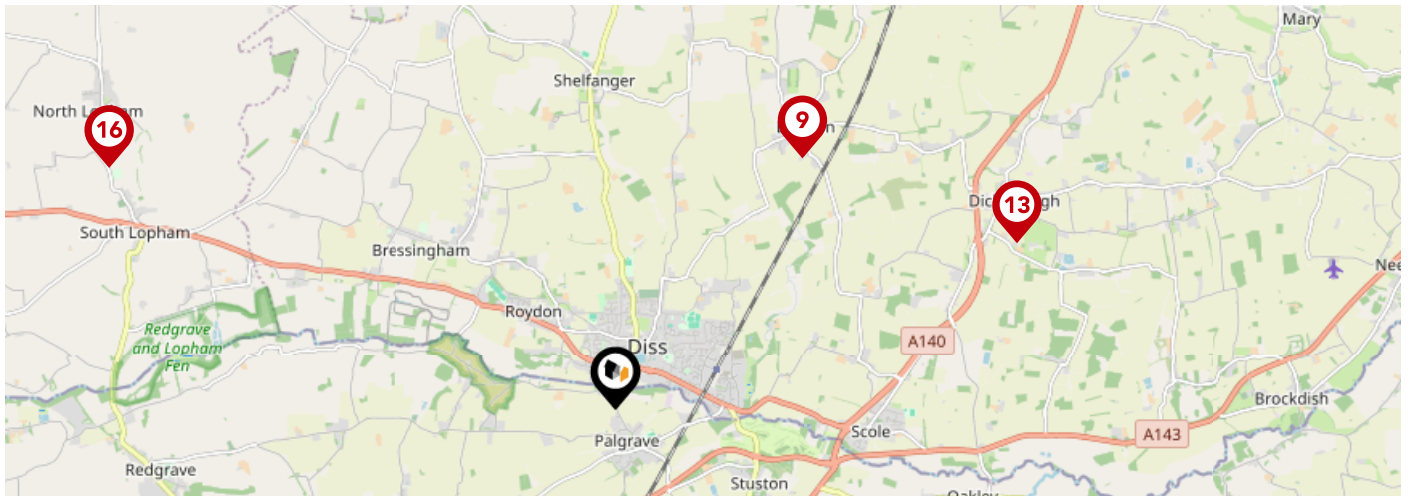 Mary
Shelfanger
North Lopham
16
9
Dickleburgh
13
South Lopham
Bressingham
Redgrave
and Lopham
Fen
Roydon
Diss
A140
Brockdish
Scole
A143
Palgrave
Redgrave
Stuston